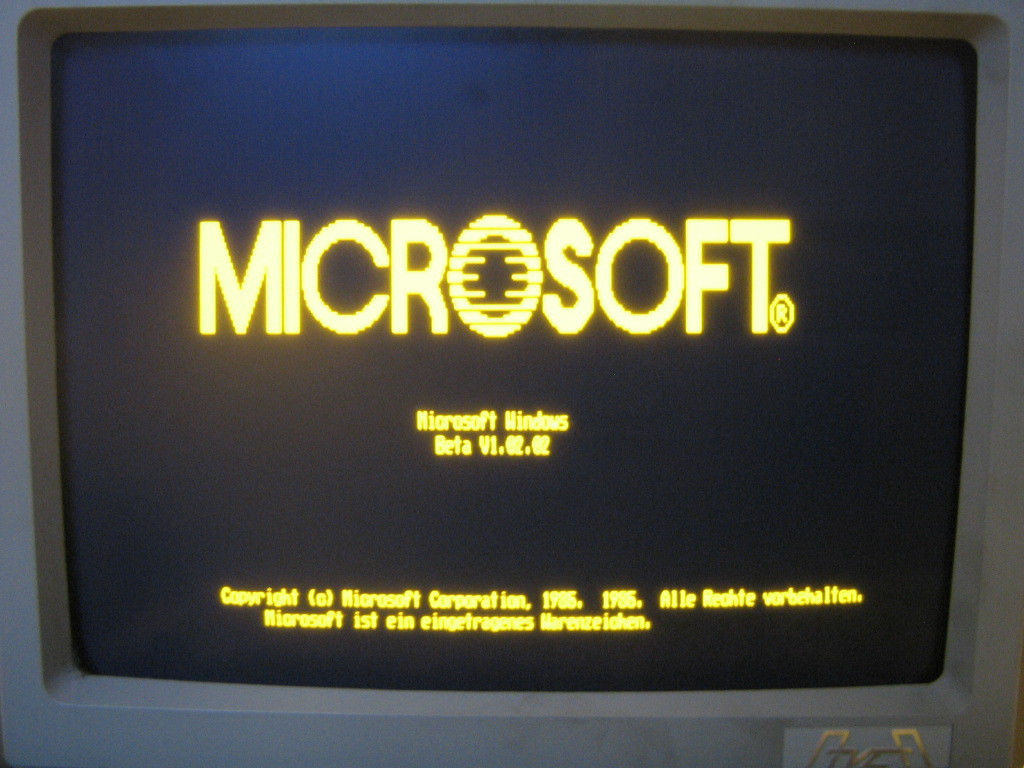 MICROSOFT®
Microsoft Windows
Beta V1.02.02
Copyright (c) Microsoft Corporation, 1985. 1985. Alle Rechte vorbehalten.
Microsoft ist ein eingetragenes Warenzeichen.